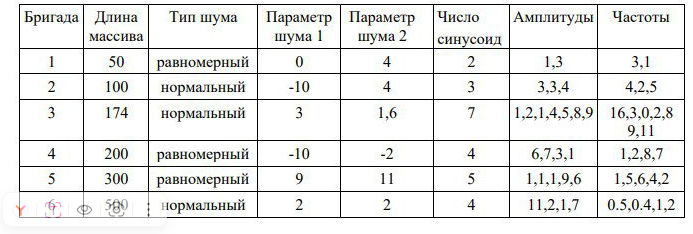 Бригада Длина Тип шума Параметр Параметр Число Амплитуды Частоты
массива шума 1 шума 2 синусоид
1 50 равномерный 0 4 2 1,3 3,1
2 100 нормальный -10 4 3 3,3,4 4,2,5
3 174 нормальный 3 1,6 7 1,2,1,4,5,8,9 16,3,0,2,8
9,11
4 200 равномерный -10 -2 4 6,7,3,1 1,2,8,7
5 300 равномерный 9 11 5 1,1,1,9,6 1,5,6,4,2
6 500 нормальный 2 2 4 11,2,1,7 0.5,0.4,1,2